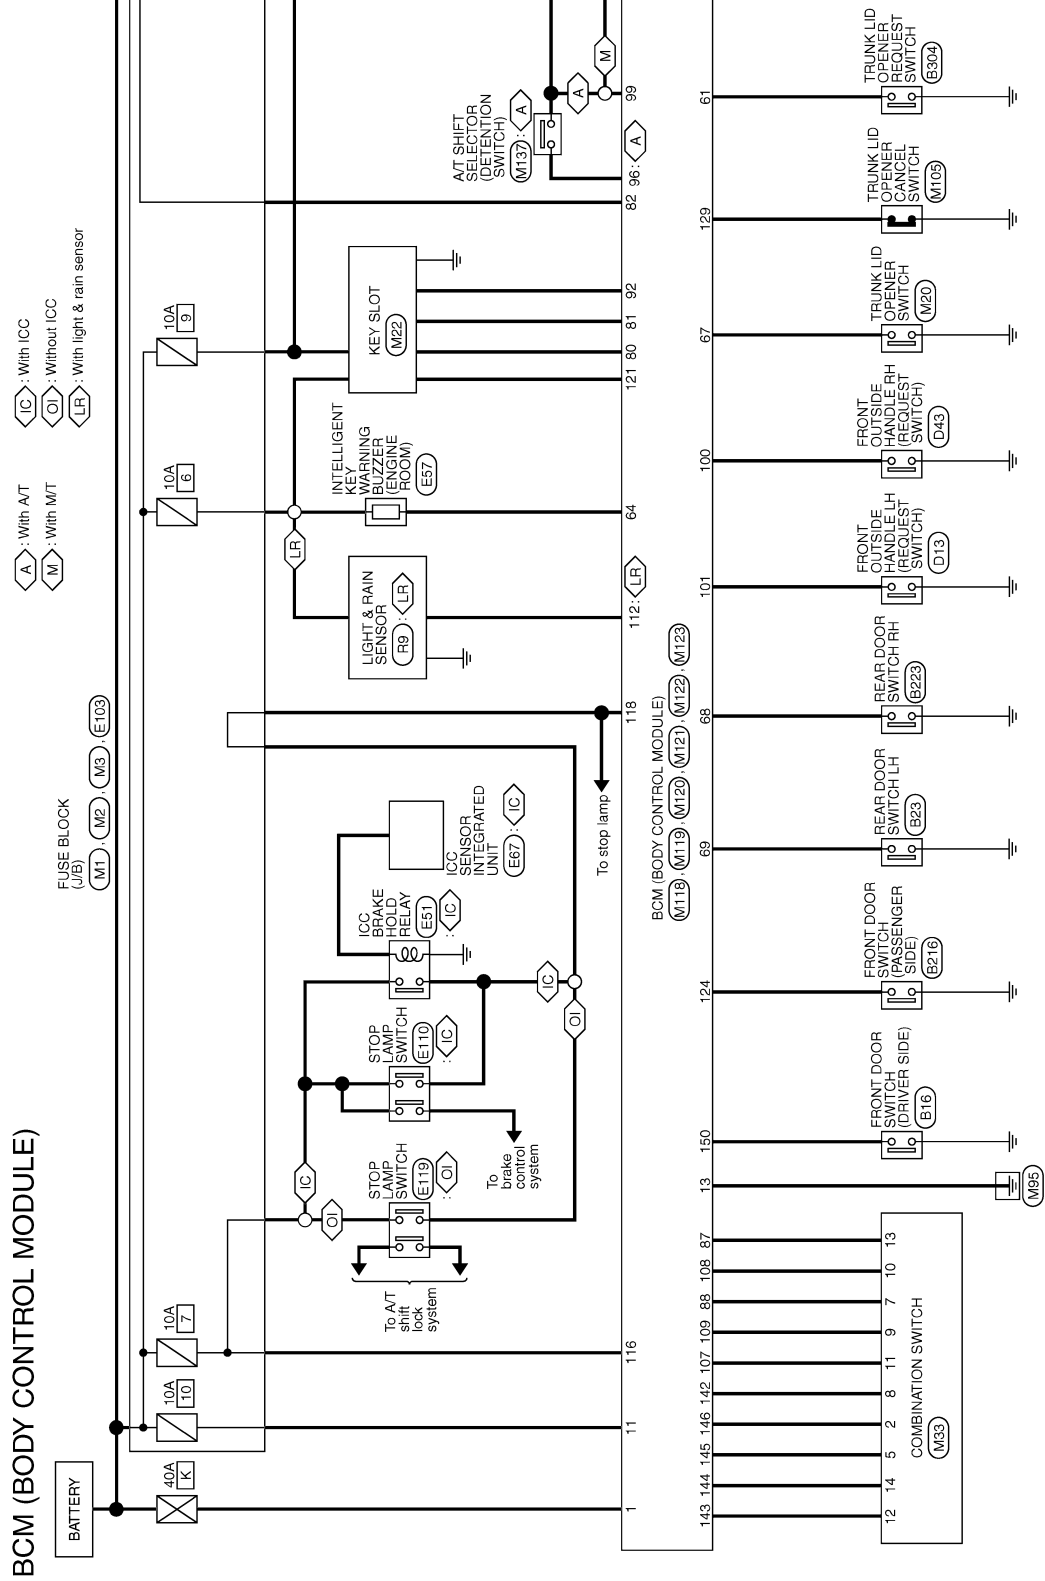 BCM (BODY CONTROL MODULE)
A : With A/T
M : With M/T
IC : With ICC
OI : Without ICC
LR : With light & rain sensor
BATTERY
FUSE BLOCK
(J/B)
M1 , M2 , M3 , E103
40A
K
10A
10
10A
7
10A
6
10A
9
To A/T
shift
lock
system
STOP
LAMP
SWITCH
E119
: OI
OI
IC
To
brake
control
system
STOP
LAMP
SWITCH
E110
: IC
ICC
BRAKE
HOLD
RELAY
E51
: IC
ICC
SENSOR
INTEGRATED
UNIT
E67 : IC
IC
OI
To stop lamp
LIGHT & RAIN
SENSOR
R9 : LR
LR
INTELLIGENT
KEY
WARNING
BUZZER
(ENGINE
ROOM)
E57
KEY SLOT
M22
A/T SHIFT
SELECTOR
(DETENTION
SWITCH)
M137 : A
A
M
1
11
116
118
112 : LR
64
121
80
81
92
82
96 : A
99
BCM (BODY CONTROL MODULE)
M118 , M119 , M120 , M121 , M122 , M123
143
144
145
146
142
107
109
88
108
87
13
150
124
69
68
101
100
67
129
61
12
14
5
2
8
11
9
7
10
13
COMBINATION SWITCH
M33
M95
FRONT DOOR
SWITCH
(DRIVER SIDE)
B16
FRONT DOOR
SWITCH
(PASSENGER
SIDE)
B216
REAR DOOR
SWITCH LH
B23
REAR DOOR
SWITCH RH
B223
FRONT
OUTSIDE
HANDLE LH
(REQUEST
SWITCH)
D13
FRONT
OUTSIDE
HANDLE RH
(REQUEST
SWITCH)
D43
TRUNK LID
OPENER
SWITCH
M20
TRUNK LID
OPENER
CANCEL
SWITCH
M105
TRUNK LID
OPENER
REQUEST
SWITCH
B304